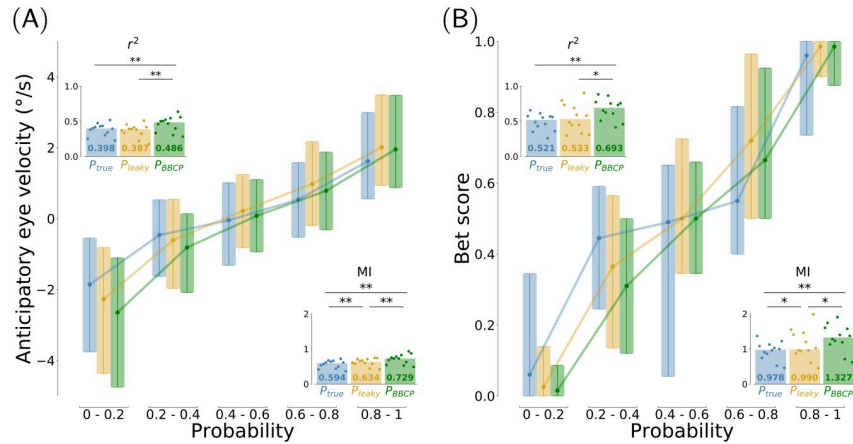 (A)
r²
**
**
1.0
0.5
0.0
0.398 0.387 0.486
P_true P_leaky P_BBCP
Anticipatory eye velocity (°/s)
4
2
0
−2
−4
MI
**
** **
2
1
0
0.594 0.634 0.729
P_true P_leaky P_BBCP
0 - 0.2 0.2 - 0.4 0.4 - 0.6 0.6 - 0.8 0.8 - 1
Probability
(B)
r²
**
*
1.0
0.5
0.0
0.521 0.533 0.693
P_true P_leaky P_BBCP
Bet score
1.0
0.8
0.6
0.4
0.2
0.0
MI
**
* *
2
1
0
0.978 0.990 1.327
P_true P_leaky P_BBCP
0 - 0.2 0.2 - 0.4 0.4 - 0.6 0.6 - 0.8 0.8 - 1
Probability